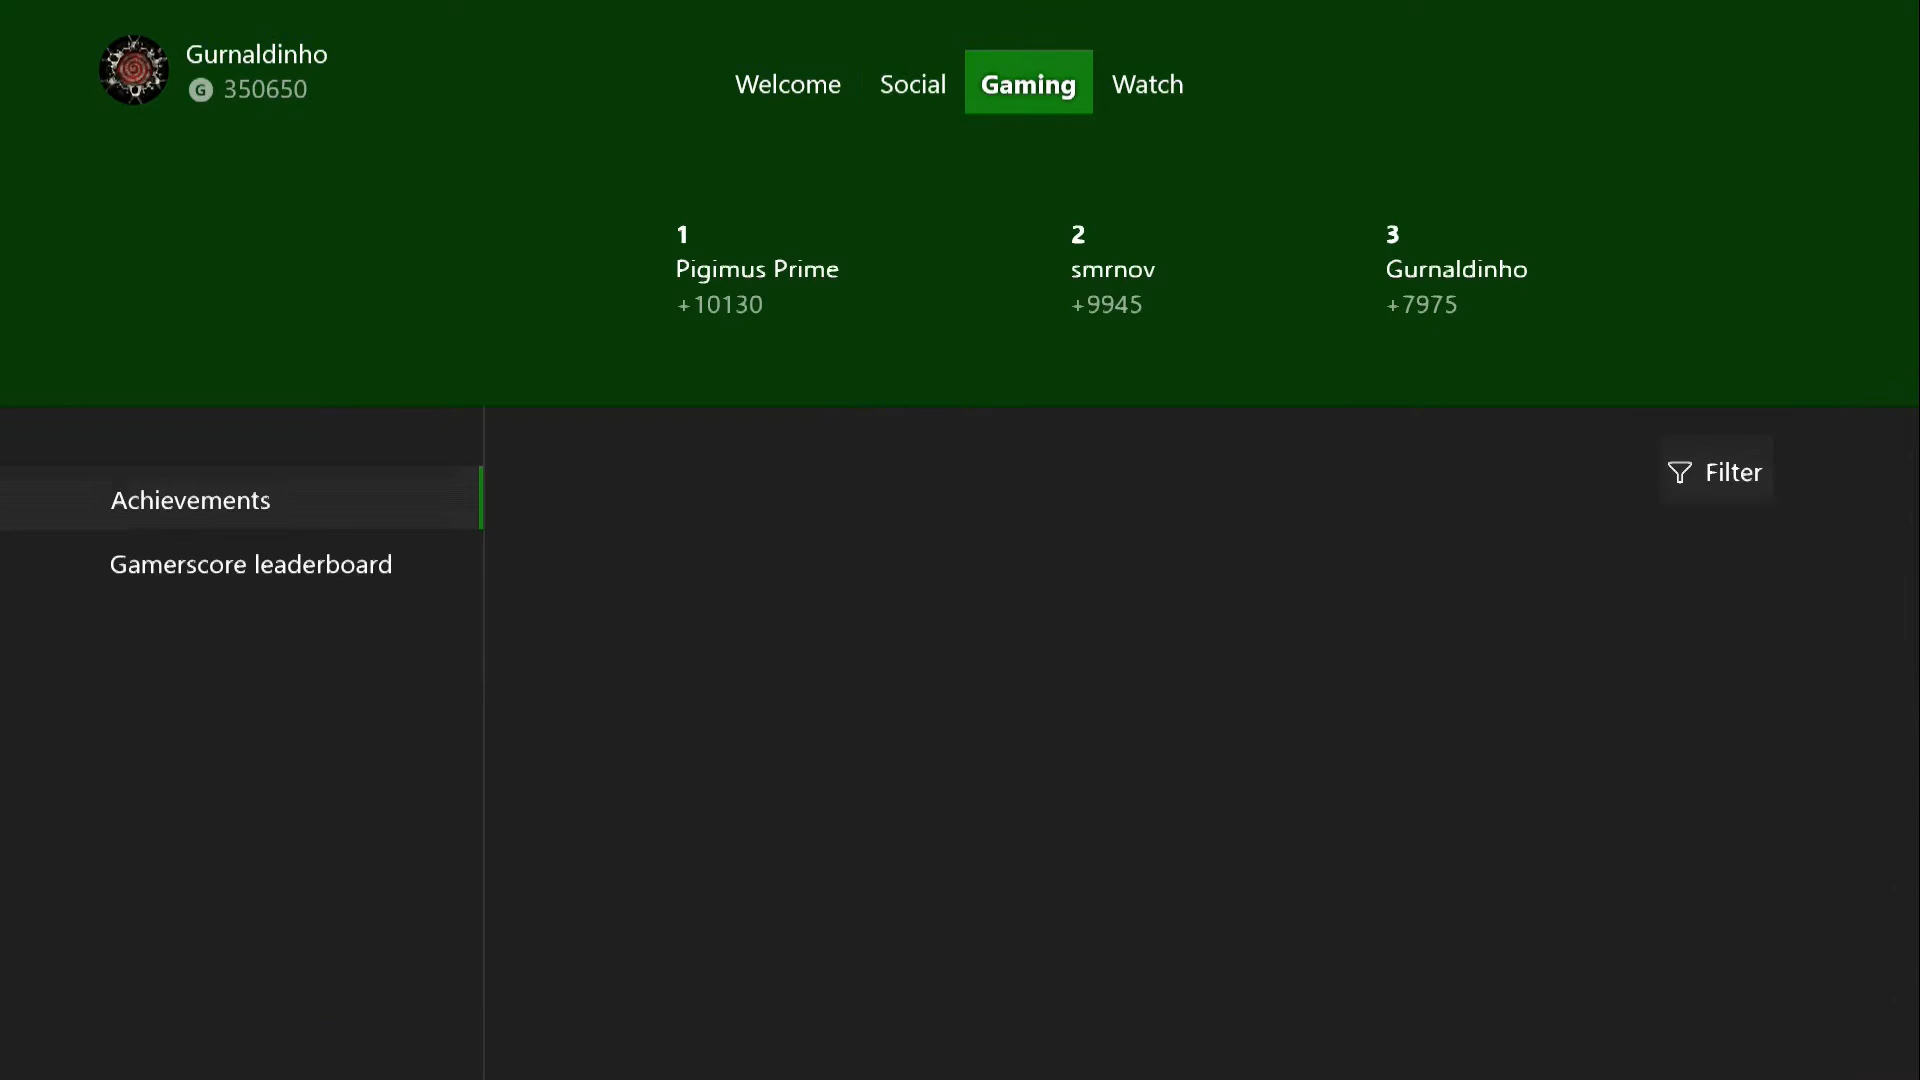 Gurnaldinho
G 350650
Welcome
Social
Gaming
Watch
1
Pigimus Prime
+10130
2
smrnov
+9945
3
Gurnaldinho
+7975
Filter
Achievements
Gamerscore leaderboard